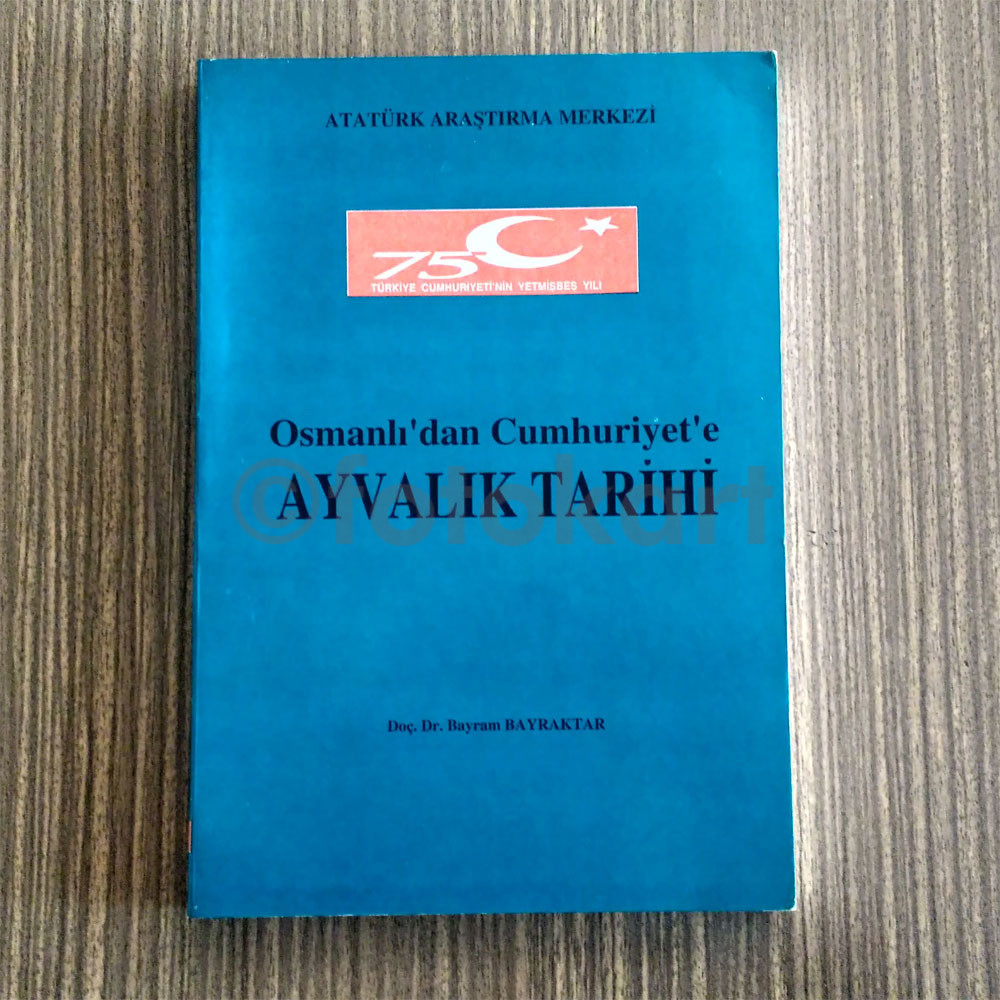 ATATÜRK ARAŞTIRMA MERKEZİ
75
TÜRKİYE CUMHURİYETİ'NİN YETMİŞBEŞ YILI
Osmanlı'dan Cumhuriyet'e
AYVALIK TARİHİ
©fotokart
Doç. Dr. Bayram BAYRAKTAR